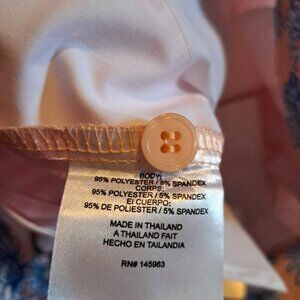 BODY:
95% POLYESTER / 5% SPANDEX
CORPS:
95% POLYESTER / 5% SPANDEX
El CUERPO:
95% DE POLIESTER / 5% SPANDEX
MADE IN THAILAND
A THAILAND FAIT
HECHO EN TAILANDIA
RN# 145963